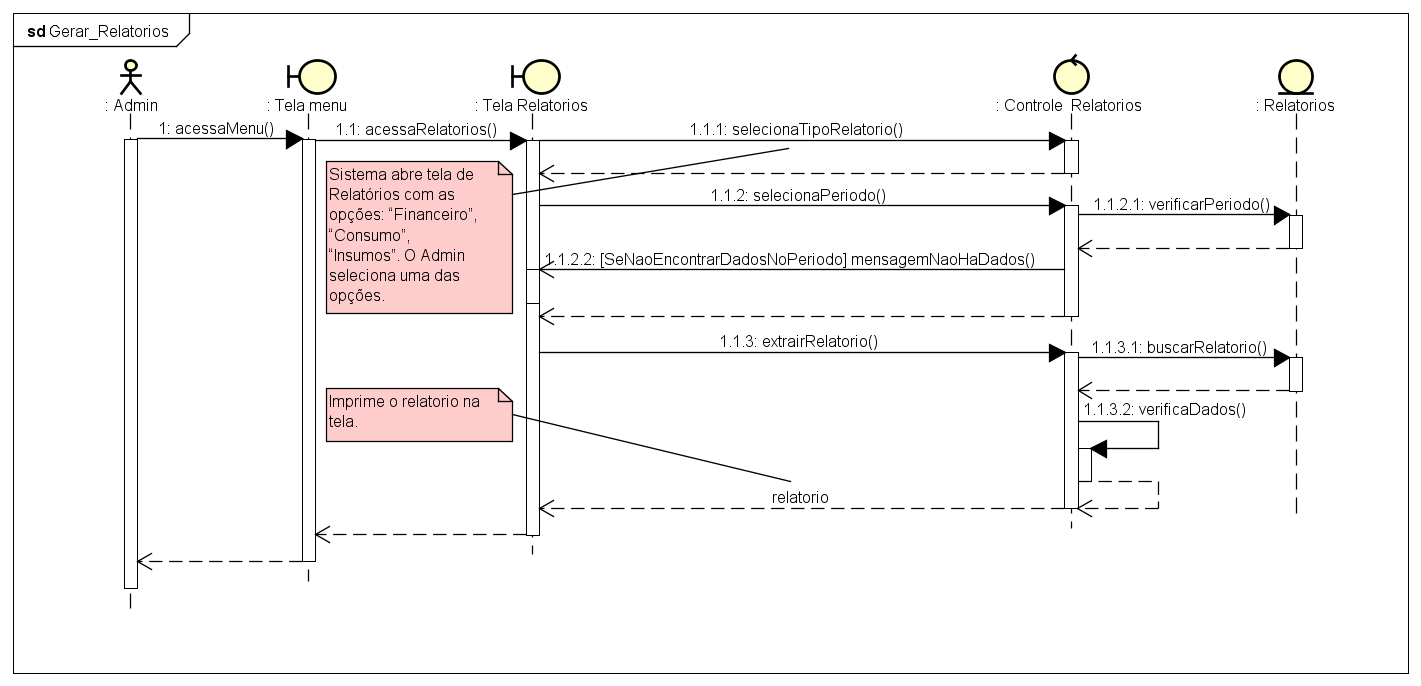 sd Gerar_Relatorios
: Admin
: Tela menu
: Tela Relatorios
: Controle Relatorios
: Relatorios
1: acessaMenu()
1.1: acessaRelatorios()
1.1.1: selecionaTipoRelatorio()
Sistema abre tela de
Relatórios com as
opções: “Financeiro”,
“Consumo”,
“Insumos”. O Admin
seleciona uma das
opções.
1.1.2: selecionaPeriodo()
1.1.2.1: verificarPeriodo()
1.1.2.2: [SeNaoEncontrarDadosNoPeriodo] mensagemNaoHaDados()
1.1.3: extrairRelatorio()
1.1.3.1: buscarRelatorio()
Imprime o relatorio na
tela.
1.1.3.2: verificaDados()
relatorio